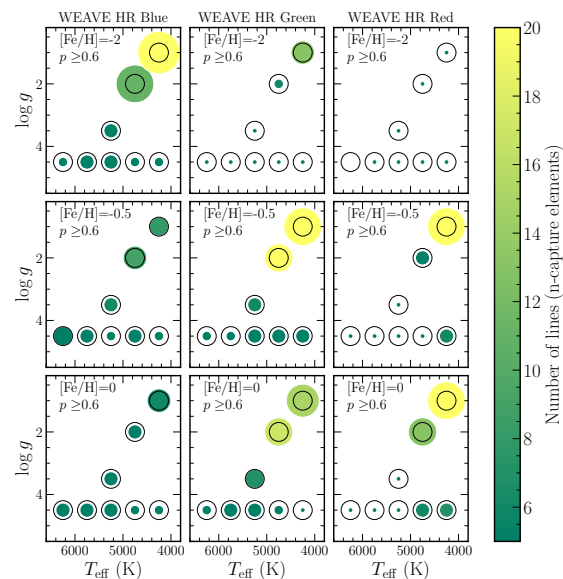 WEAVE HR Blue WEAVE HR Green WEAVE HR Red
[Fe/H]=-2 [Fe/H]=-2 [Fe/H]=-2
p ≥0.6 p ≥0.6 p ≥0.6
log g
2
4
[Fe/H]=-0.5 [Fe/H]=-0.5 [Fe/H]=-0.5
p ≥0.6 p ≥0.6 p ≥0.6
log g
2
4
[Fe/H]=0 [Fe/H]=0 [Fe/H]=0
p ≥0.6 p ≥0.6 p ≥0.6
log g
2
4
6000 5000 4000 6000 5000 4000 6000 5000 4000
Teff (K) Teff (K) Teff (K)
20
18
16
14
12
10
8
6
Number of lines (n-capture elements)